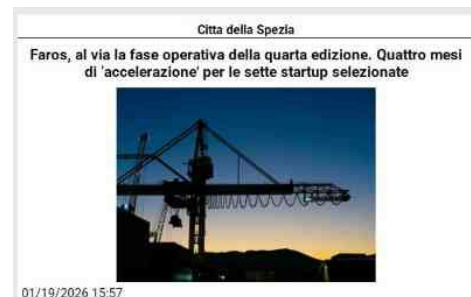 Citta della Spezia
Faros, al via la fase operativa della quarta edizione. Quattro mesi
di 'accelerazione' per le sette startup selezionate
01/19/2026 15:57